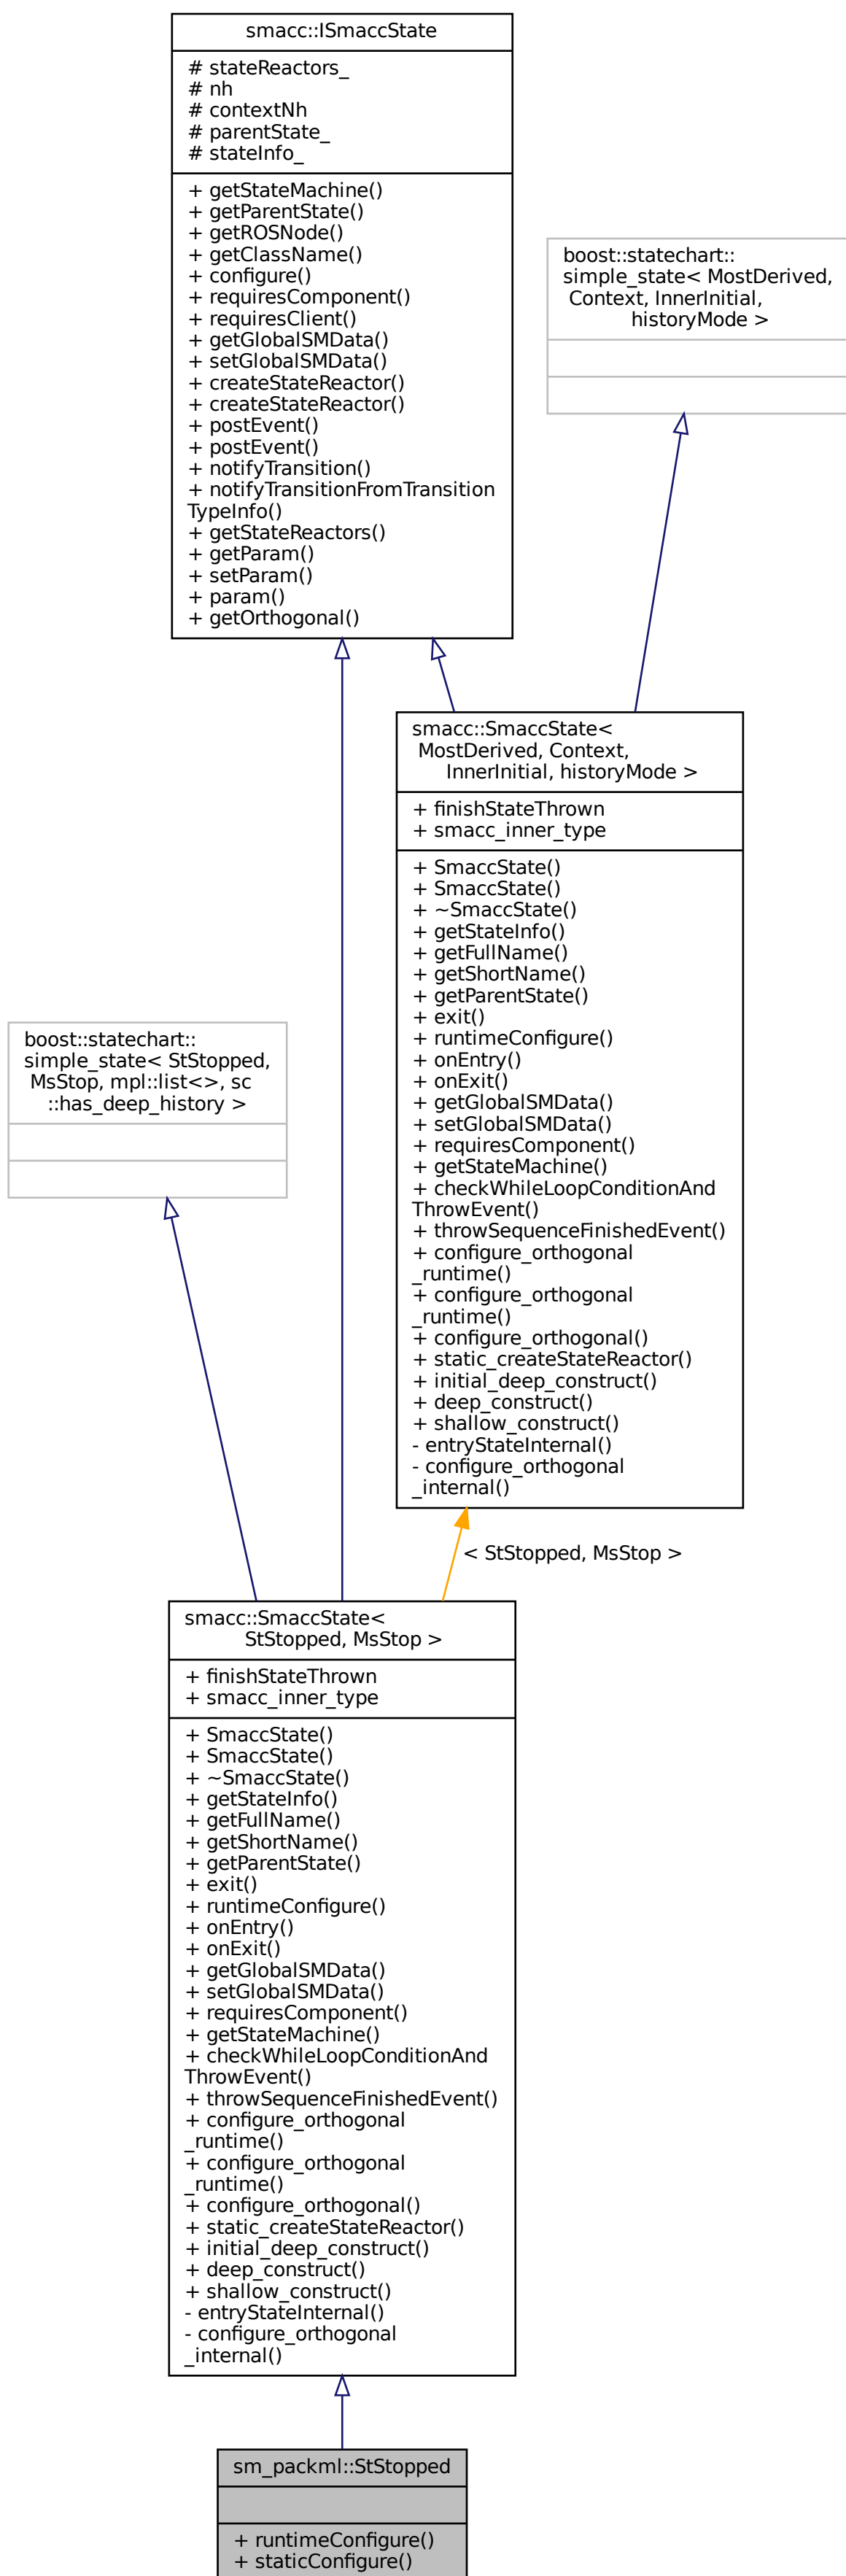 smacc::ISmaccState
# stateReactors_
# nh
# contextNh
# parentState_
# stateInfo_
+ getStateMachine()
+ getParentState()
+ getROSNode()
+ getClassName()
+ configure()
+ requiresComponent()
+ requiresClient()
+ getGlobalSMData()
+ setGlobalSMData()
+ createStateReactor()
+ createStateReactor()
+ postEvent()
+ postEvent()
+ notifyTransition()
+ notifyTransitionFromTransition
TypeInfo()
+ getStateReactors()
+ getParam()
+ setParam()
+ param()
+ getOrthogonal()
boost::statechart::
simple_state< MostDerived,
Context, InnerInitial,
historyMode >
smacc::SmaccState<
MostDerived, Context,
InnerInitial, historyMode >
+ finishStateThrown
+ smacc_inner_type
+ SmaccState()
+ SmaccState()
+ ~SmaccState()
+ getStateInfo()
+ getFullName()
+ getShortName()
+ getParentState()
+ exit()
+ runtimeConfigure()
+ onEntry()
+ onExit()
+ getGlobalSMData()
+ setGlobalSMData()
+ requiresComponent()
+ getStateMachine()
+ checkWhileLoopConditionAnd
ThrowEvent()
+ throwSequenceFinishedEvent()
+ configure_orthogonal
_runtime()
+ configure_orthogonal
_runtime()
+ configure_orthogonal()
+ static_createStateReactor()
+ initial_deep_construct()
+ deep_construct()
+ shallow_construct()
- entryStateInternal()
- configure_orthogonal
_internal()
boost::statechart::
simple_state< StStopped,
MsStop, mpl::list<>, sc
::has_deep_history >
< StStopped, MsStop >
smacc::SmaccState<
StStopped, MsStop >
+ finishStateThrown
+ smacc_inner_type
+ SmaccState()
+ SmaccState()
+ ~SmaccState()
+ getStateInfo()
+ getFullName()
+ getShortName()
+ getParentState()
+ exit()
+ runtimeConfigure()
+ onEntry()
+ onExit()
+ getGlobalSMData()
+ setGlobalSMData()
+ requiresComponent()
+ getStateMachine()
+ checkWhileLoopConditionAnd
ThrowEvent()
+ throwSequenceFinishedEvent()
+ configure_orthogonal
_runtime()
+ configure_orthogonal
_runtime()
+ configure_orthogonal()
+ static_createStateReactor()
+ initial_deep_construct()
+ deep_construct()
+ shallow_construct()
- entryStateInternal()
- configure_orthogonal
_internal()
sm_packml::StStopped
+ runtimeConfigure()
+ staticConfigure()